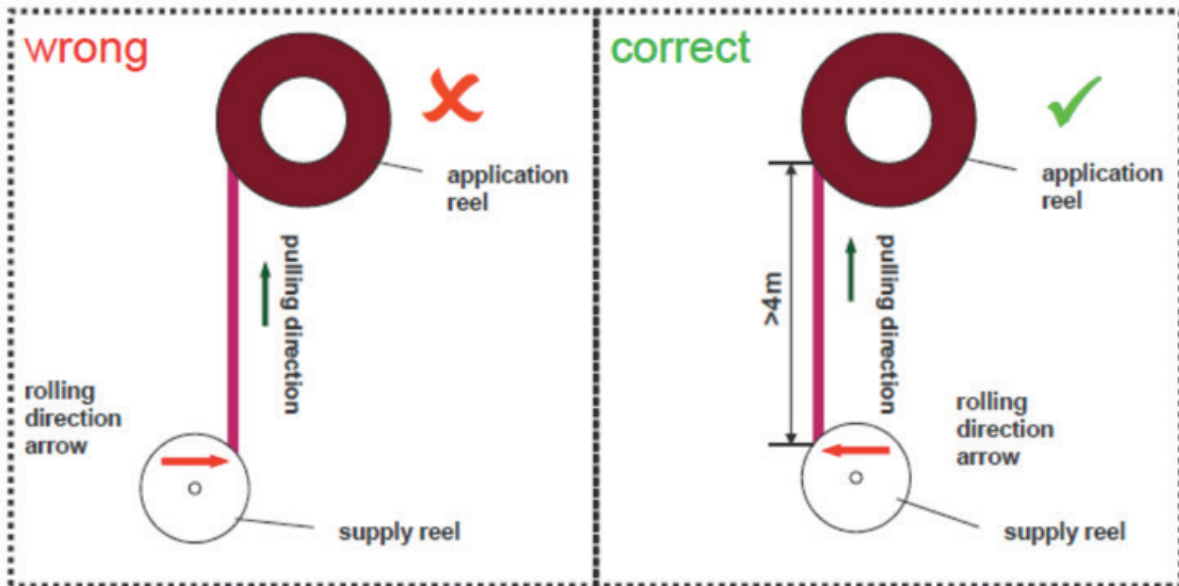 wrong
application
reel
pulling direction
rolling
direction
arrow
supply reel
correct
application
reel
>4m
pulling direction
rolling
direction
arrow
supply reel